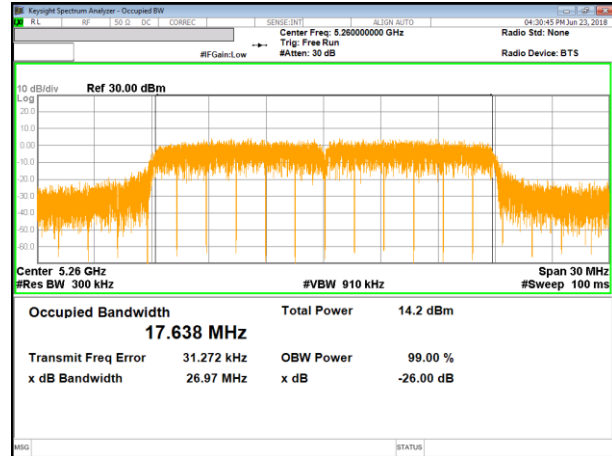 Keysight Spectrum Analyzer - Occupied BW
RL RF 50 Ω DC CORREC SENSE:INT ALIGN AUTO 04:30:45 PM Jun 23, 2018
Center Freq: 5.260000000 GHz Radio Std: None
Trig: Free Run
#IFGain:Low #Atten: 30 dB Radio Device: BTS
10 dB/div Ref 30.00 dBm
Log
20.0
10.0
0.00
-10.0
-20.0
-30.0
-40.0
-50.0
-60.0
Center 5.26 GHz Span 30 MHz
#Res BW 300 kHz #VBW 910 kHz #Sweep 100 ms
Occupied Bandwidth Total Power 14.2 dBm
17.638 MHz
Transmit Freq Error 31.272 kHz OBW Power 99.00 %
x dB Bandwidth 26.97 MHz x dB -26.00 dB
MSG STATUS